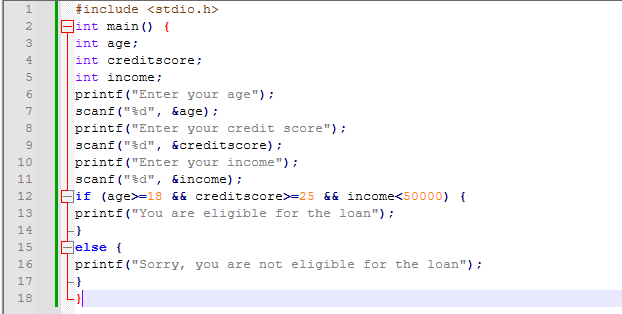 1 #include <stdio.h>
2 int main() {
3 int age;
4 int creditscore;
5 int income;
6 printf("Enter your age");
7 scanf("%d", &age);
8 printf("Enter your credit score");
9 scanf("%d", &creditscore);
10 printf("Enter your income");
11 scanf("%d", &income);
12 if (age>=18 && creditscore>=25 && income<50000) {
13 printf("You are eligible for the loan");
14 }
15 else {
16 printf("Sorry, you are not eligible for the loan");
17 }
18 }